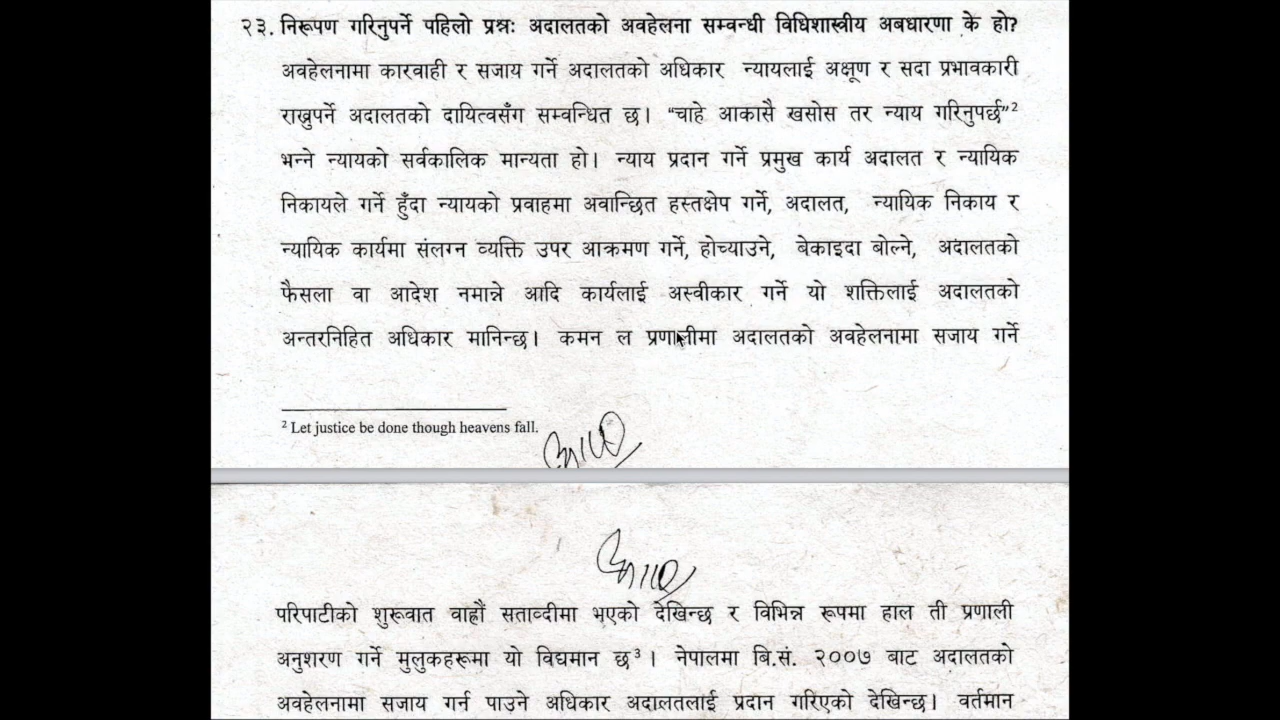 २३. निरूपण गरिनुपर्ने पहिलो प्रश्नः अदालतको अवहेलना सम्वन्धी विधिशास्त्रीय अबधारणा के हो?
अवहेलनामा कारवाही र सजाय गर्ने अदालतको अधिकार न्यायलाई अक्षूण र सदा प्रभावकारी
राख्नुपर्ने अदालतको दायित्वसँग सम्वन्धित छ। “चाहे आकासै खसोस तर न्याय गरिनुपर्छ”²
भन्ने न्यायको सर्वकालिक मान्यता हो। न्याय प्रदान गर्ने प्रमुख कार्य अदालत र न्यायिक
निकायले गर्ने हुँदा न्यायको प्रवाहमा अवान्छित हस्तक्षेप गर्ने, अदालत, न्यायिक निकाय र
न्यायिक कार्यमा संलग्न व्यक्ति उपर आक्रमण गर्ने, होच्याउने, बेकाइदा बोल्ने, अदालतको
फैसला वा आदेश नमान्ने आदि कार्यलाई अस्वीकार गर्ने यो शक्तिलाई अदालतको
अन्तरनिहित अधिकार मानिन्छ। कमन ल प्रणालीमा अदालतको अवहेलनामा सजाय गर्ने
² Let justice be done though heavens fall.
परिपाटीको शुरूवात वाह्रौं सताव्दीमा भएको देखिन्छ र विभिन्न रूपमा हाल ती प्रणाली
अनुशरण गर्ने मुलुकहरूमा यो विद्यमान छ³। नेपालमा बि.सं. २००७ बाट अदालतको
अवहेलनामा सजाय गर्न पाउने अधिकार अदालतलाई प्रदान गरिएको देखिन्छ। वर्तमान